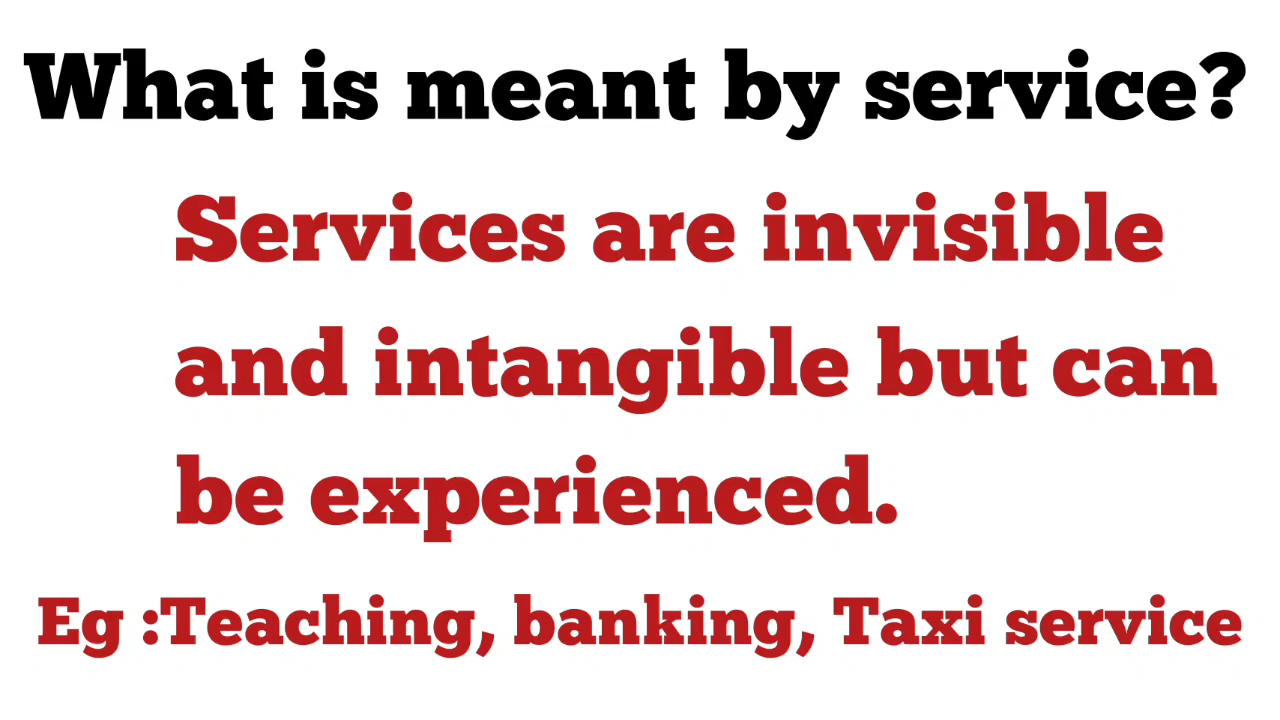 What is meant by service?
Services are invisible
and intangible but can
be experienced.
Eg :Teaching, banking, Taxi service